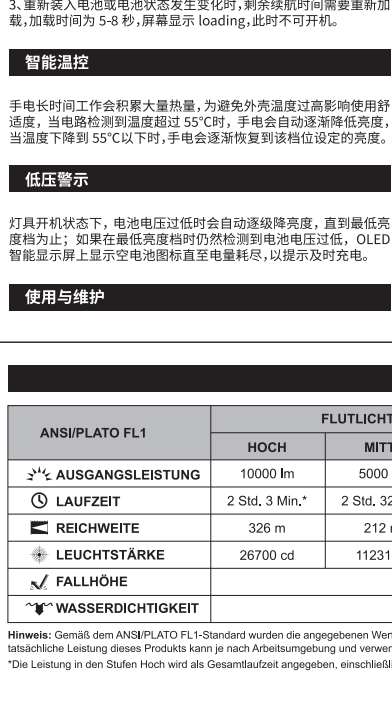 3、重新装入电池或电池状态发生变化时,剩余续航时间需要重新加
载,加载时间为 5-8 秒,屏幕显示 loading,此时不可开机。
智能温控
手电长时间工作会积累大量热量,为避免外壳温度过高影响使用舒
适度，当电路检测到温度超过 55℃时，手电会自动逐渐降低亮度，
当温度下降到 55℃以下时,手电会逐渐恢复到该档位设定的亮度。
低压警示
灯具开机状态下，电池电压过低时会自动逐级降亮度，直到最低亮
度档为止；如果在最低亮度档时仍然检测到电池电压过低，OLED
智能显示屏上显示空电池图标直至电量耗尽,以提示及时充电。
使用与维护
ANSI/PLATO FL1 FLUTLICHT
HOCH MITT
AUSGANGSLEISTUNG 10000 lm 5000
LAUFZEIT 2 Std. 3 Min.* 2 Std. 32
REICHWEITE 326 m 212
LEUCHTSTÄRKE 26700 cd 11231
FALLHÖHE
WASSERDICHTIGKEIT
Hinweis: Gemäß dem ANSI/PLATO FL1-Standard wurden die angegebenen Wert
tatsächliche Leistung dieses Produkts kann je nach Arbeitsumgebung und verwen
*Die Leistung in den Stufen Hoch wird als Gesamtlaufzeit angegeben, einschließli